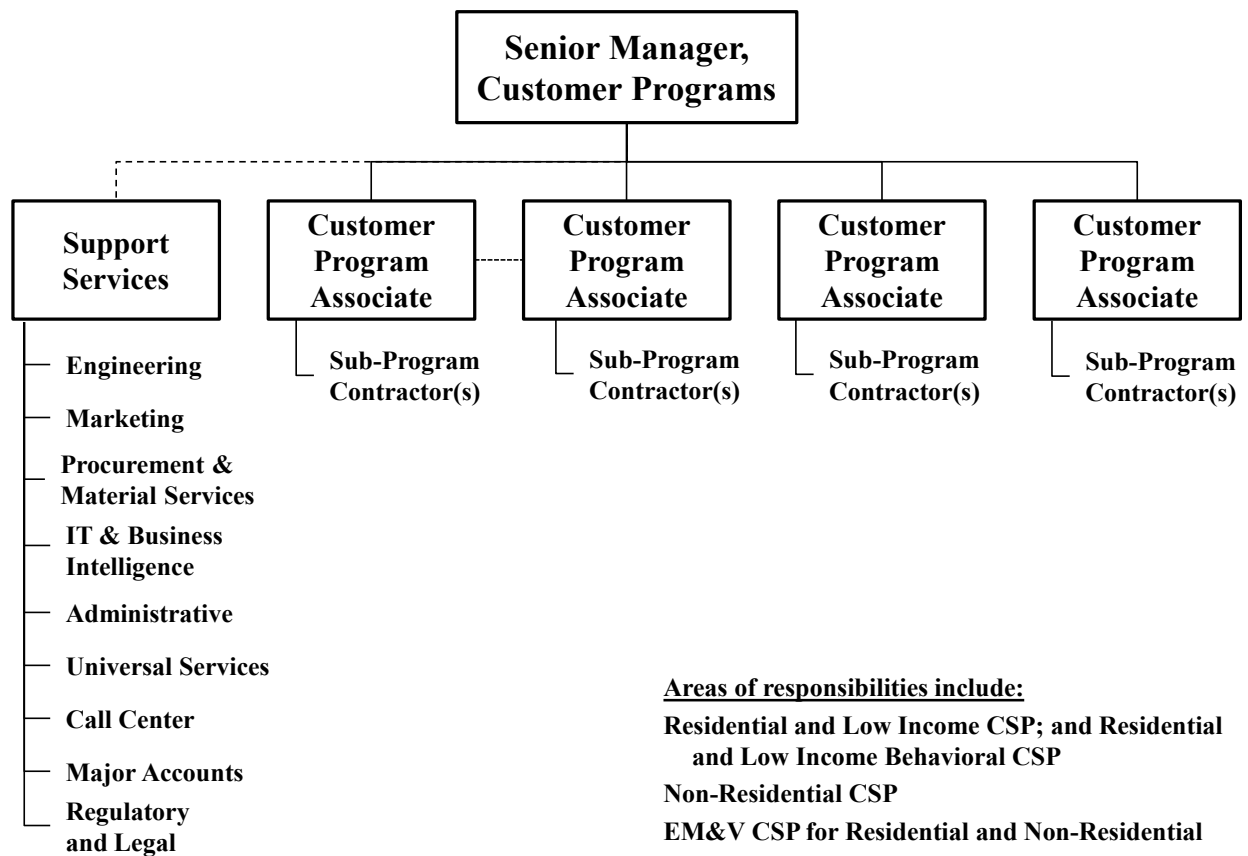 Senior Manager,
Customer Programs
Support
Services
Customer
Program
Associate
Customer
Program
Associate
Customer
Program
Associate
Customer
Program
Associate
Engineering
Marketing
Procurement &
Material Services
IT & Business
Intelligence
Administrative
Universal Services
Call Center
Major Accounts
Regulatory
and Legal
Sub-Program
Contractor(s)
Sub-Program
Contractor(s)
Sub-Program
Contractor(s)
Sub-Program
Contractor(s)
Areas of responsibilities include:
Residential and Low Income CSP; and Residential
and Low Income Behavioral CSP
Non-Residential CSP
EM&V CSP for Residential and Non-Residential